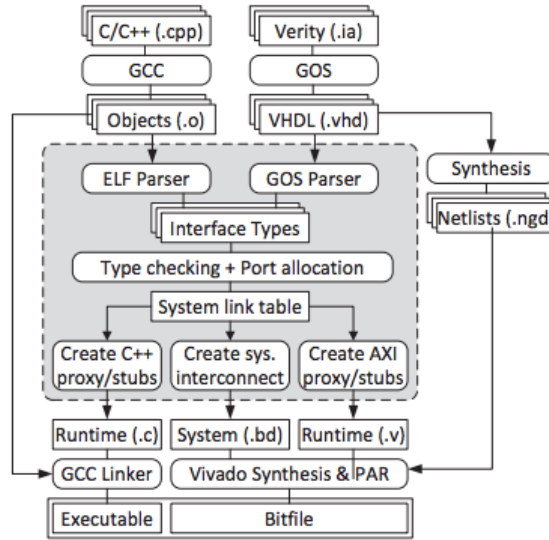 C/C++ (.cpp)
Verity (.ia)
GCC
GOS
Objects (.o)
VHDL (.vhd)
ELF Parser
GOS Parser
Synthesis
Netlists (.ngd
Interface Types
Type checking + Port allocation
System link table
Create C++
proxy/stubs
Create sys.
interconnect
Create AXI
proxy/stubs
Runtime (.c)
System (.bd)
Runtime (.v)
GCC Linker
Vivado Synthesis & PAR
Executable
Bitfile